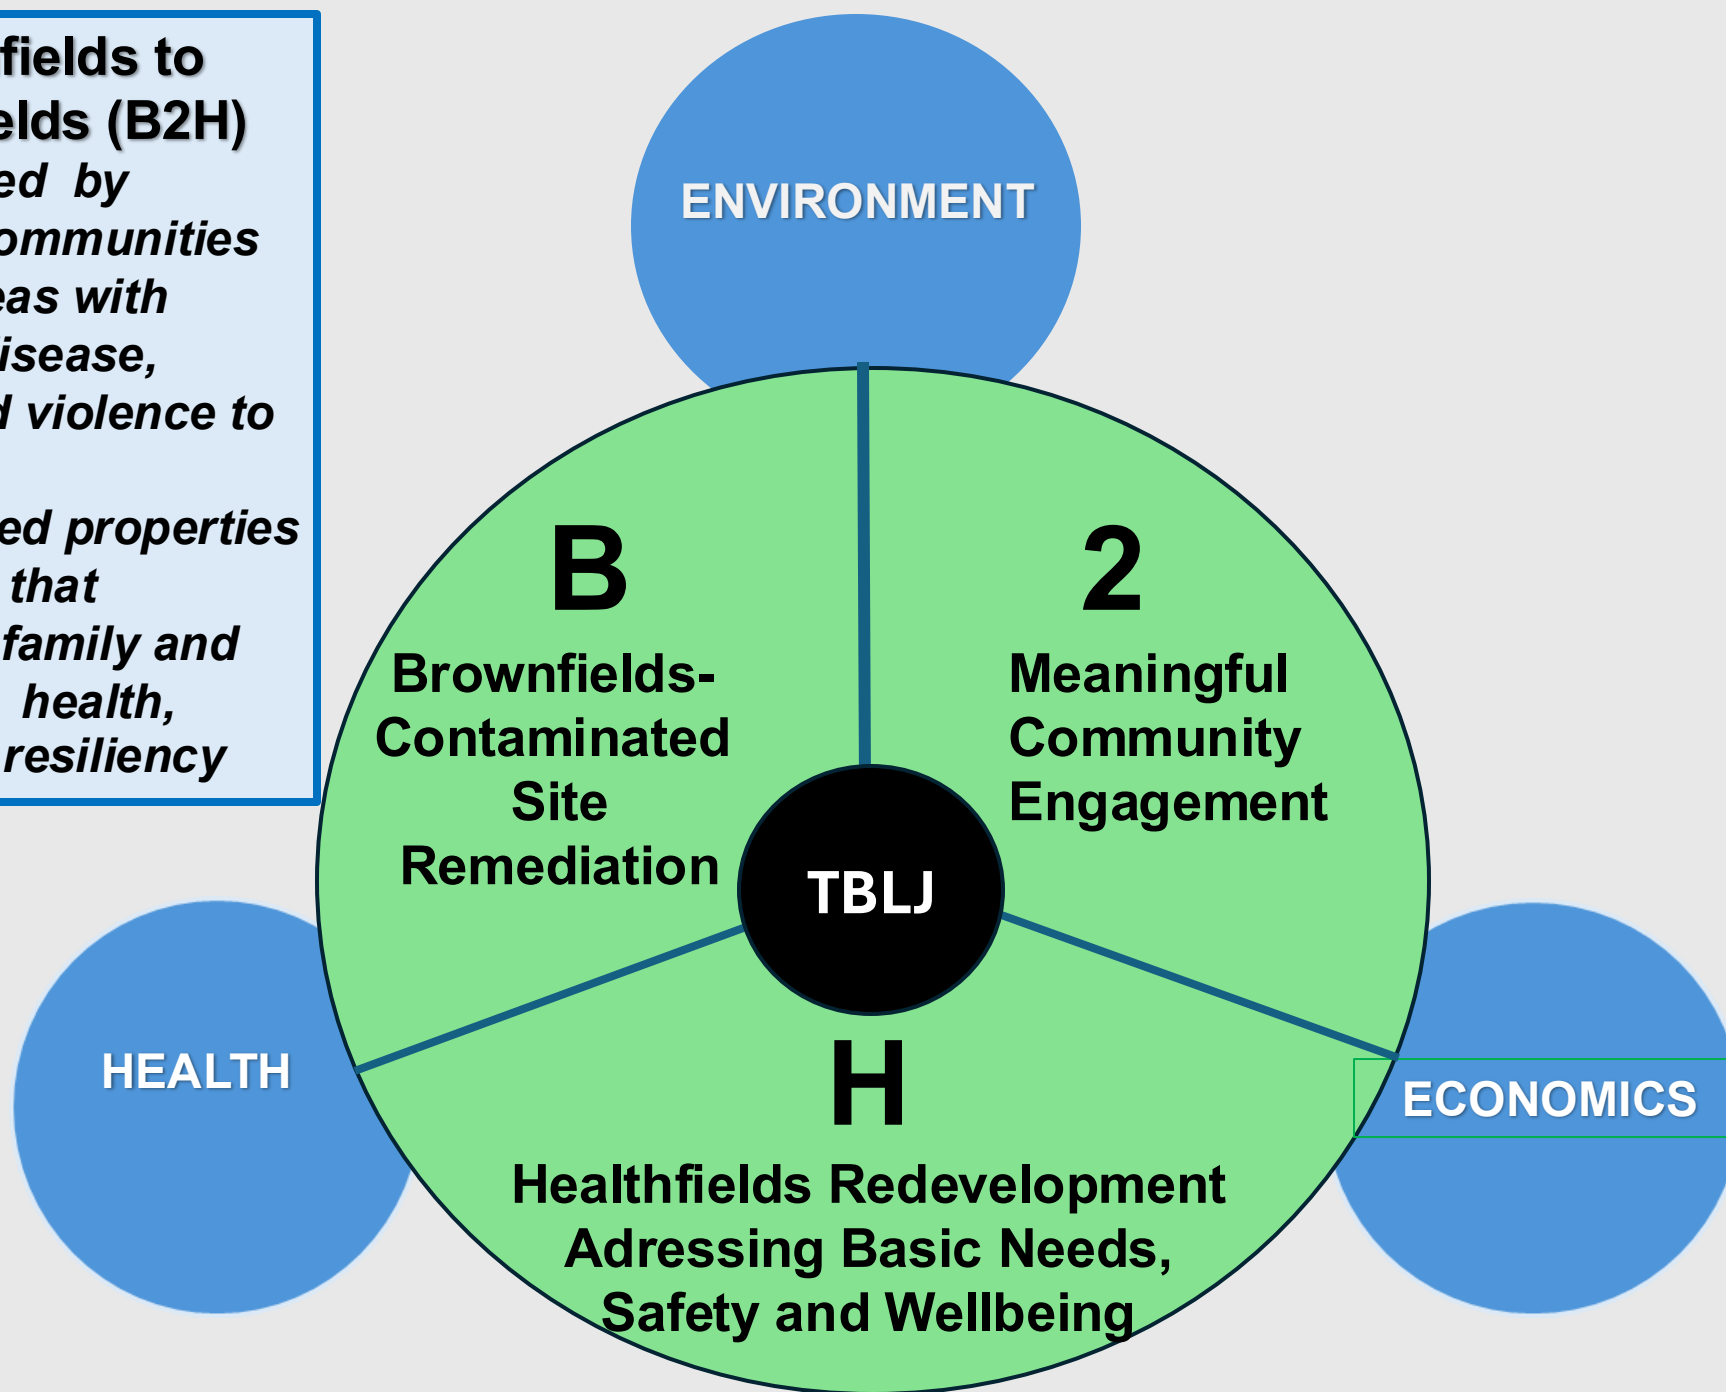 fields to
elds (B2H)
ed by
ommunities
eas with
isease,
d violence to
ed properties
that
family and
health,
resiliency
ENVIRONMENT
B
Brownfields-
Contaminated
Site
Remediation
2
Meaningful
Community
Engagement
TBLJ
H
Healthfields Redevelopment
Adressing Basic Needs,
Safety and Wellbeing
HEALTH
ECONOMICS